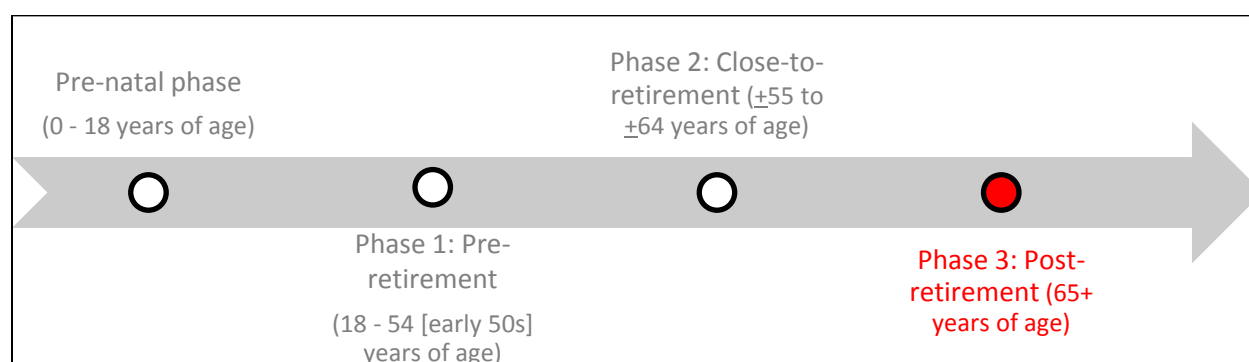 Pre-natal phase
(0 - 18 years of age)
Phase 1: Pre-
retirement
(18 - 54 [early 50s]
years of age)
Phase 2: Close-to-
retirement (±55 to
±64 years of age)
Phase 3: Post-
retirement (65+
years of age)